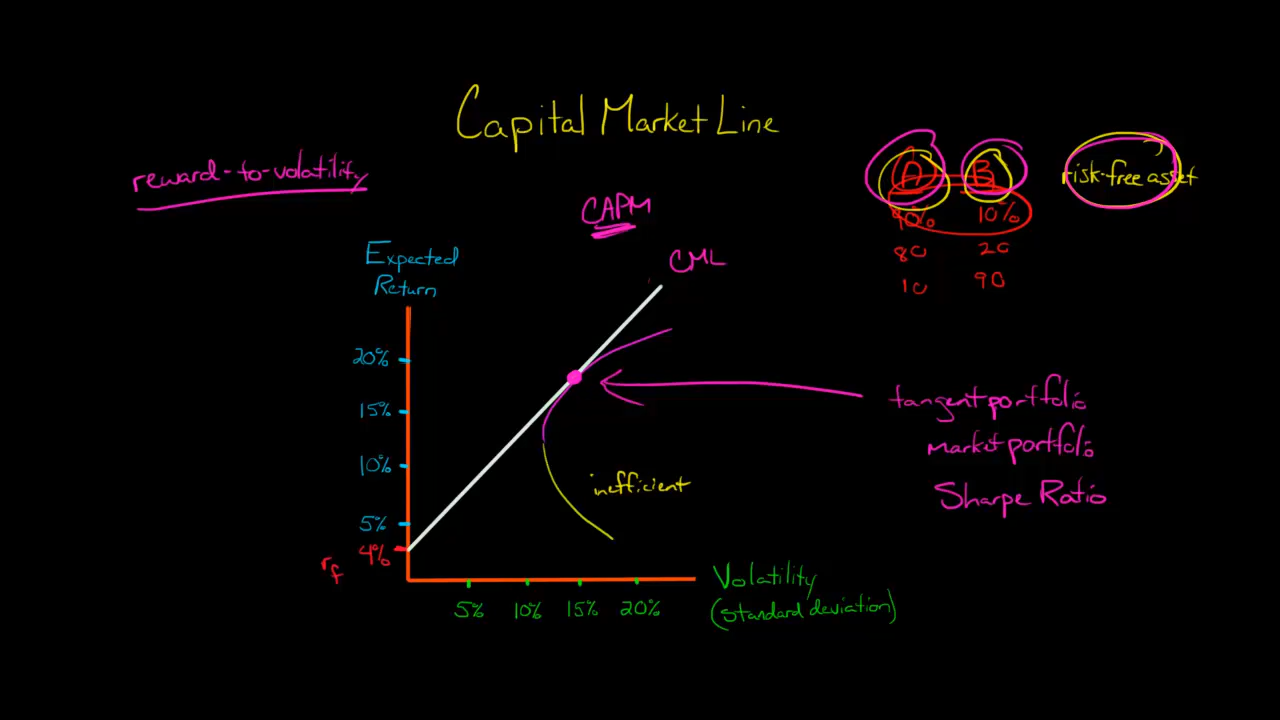 Capital Market Line
reward-to-volatility
A B risk-free asset
90% 10%
80 20
10 90
CAPM
CML
Expected
Return
20%
15%
10%
5%
rf 4%
inefficient
tangent portfolio
market portfolio
Sharpe Ratio
5% 10% 15% 20%
Volatility
(standard deviation)